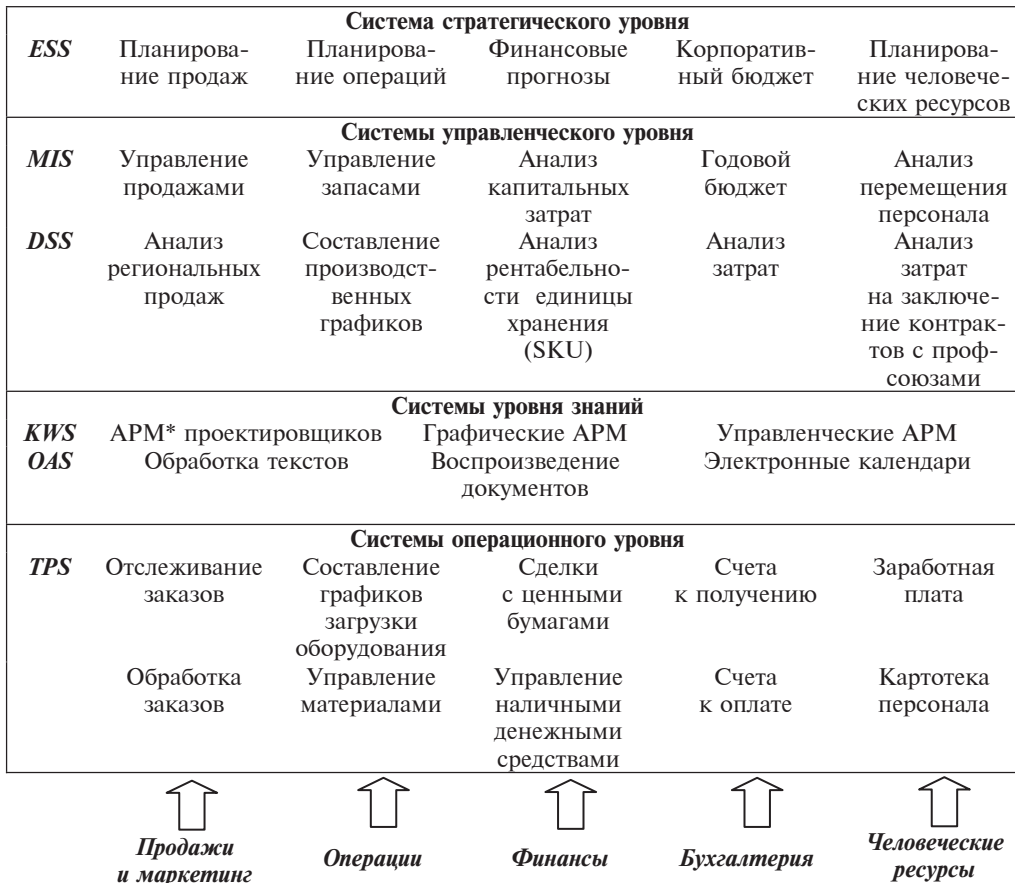 Система стратегического уровня
ESS Планирова- Планирова- Финансовые Корпоратив- Планирова-
ние продаж ние операций прогнозы ный бюджет ние человече-
ских ресурсов
Системы управленческого уровня
MIS Управление Управление Анализ Годовой Анализ
продажами запасами капитальных бюджет перемещения
затрат персонала
DSS Анализ Составление Анализ Анализ Анализ
региональных производст- рентабельно- затрат затрат
продаж венных сти единицы на заключе-
графиков хранения ние контрак-
(SKU) тов с проф-
союзами
Системы уровня знаний
KWS АРМ* проектировщиков Графические АРМ Управленческие АРМ
OAS Обработка текстов Воспроизведение Электронные календари
документов
Системы операционного уровня
TPS Отслеживание Составление Сделки Счета Заработная
заказов графиков с ценными к получению плата
загрузки бумагами
оборудования
Обработка Управление Управление Счета Картотека
заказов материалами наличными к оплате персонала
денежными
средствами
Продажи Операции Финансы Бухгалтерия Человеческие
и маркетинг ресурсы